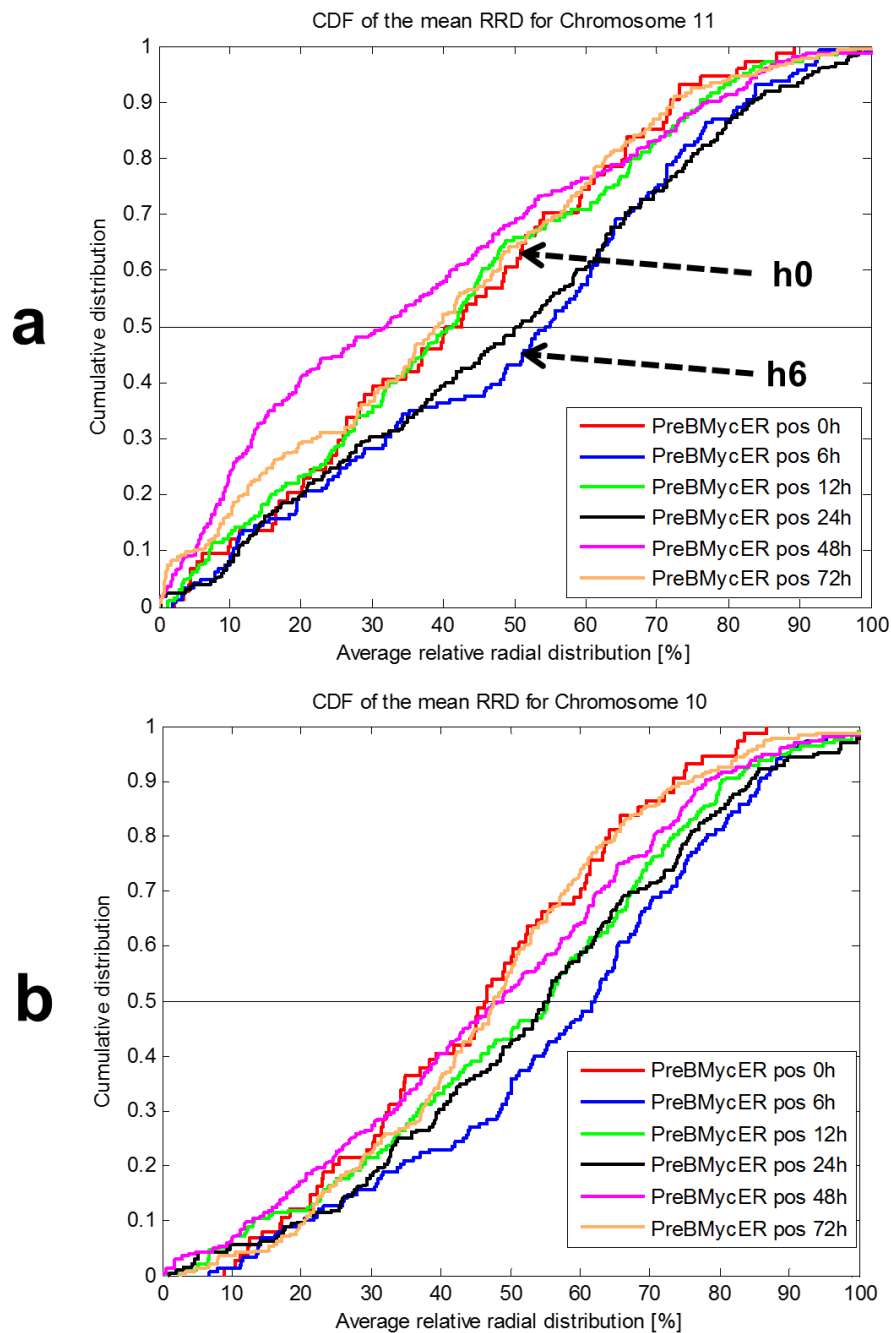 CDF of the mean RRD for Chromosome 11
1
0.9
0.8
0.7
0.6
0.5
0.4
0.3
0.2
0.1
0
Cumulative distribution
a
h0
h6
PreBMycER pos 0h
PreBMycER pos 6h
PreBMycER pos 12h
PreBMycER pos 24h
PreBMycER pos 48h
PreBMycER pos 72h
0 10 20 30 40 50 60 70 80 90 100
Average relative radial distribution [%]
CDF of the mean RRD for Chromosome 10
1
0.9
0.8
0.7
0.6
0.5
0.4
0.3
0.2
0.1
0
Cumulative distribution
b
PreBMycER pos 0h
PreBMycER pos 6h
PreBMycER pos 12h
PreBMycER pos 24h
PreBMycER pos 48h
PreBMycER pos 72h
0 10 20 30 40 50 60 70 80 90 100
Average relative radial distribution [%]